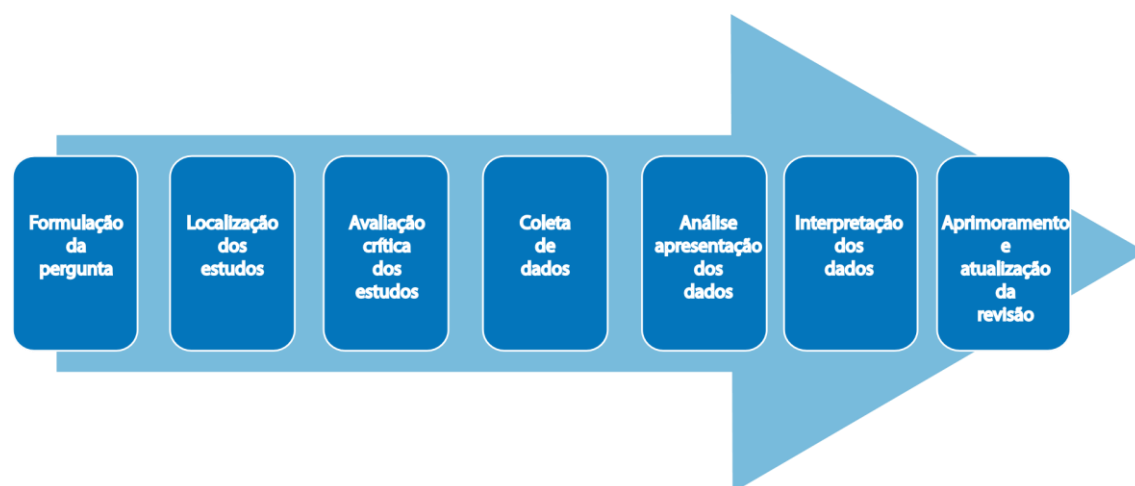 Formulação
da
pergunta
Localização
dos
estudos
Avaliação
crítica
dos
estudos
Coleta
de
dados
Análise
apresentação
dos
dados
Interpretação
dos
dados
Aprimoramento
e
atualização
da
revisão